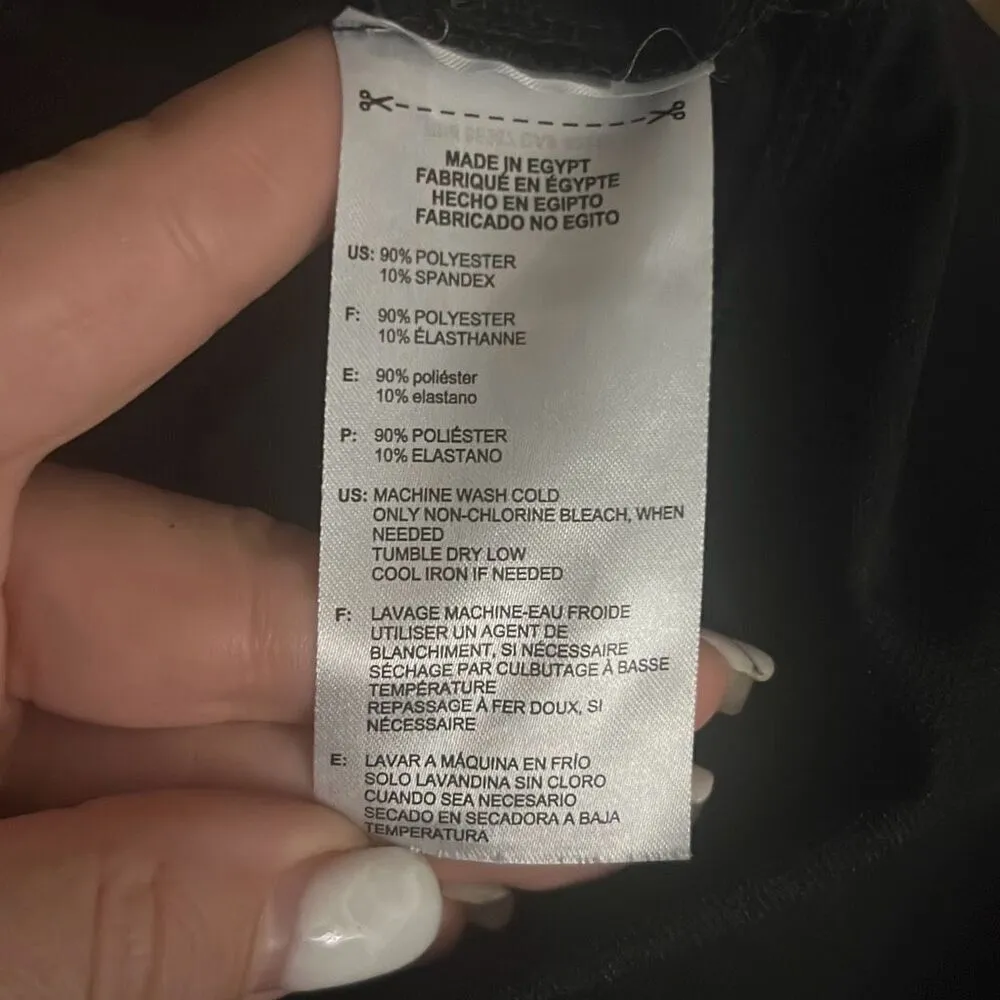 MADE IN EGYPT
FABRIQUÉ EN ÉGYPTE
HECHO EN EGIPTO
FABRICADO NO EGITO
US: 90% POLYESTER
10% SPANDEX
F: 90% POLYESTER
10% ÉLASTHANNE
E: 90% poliéster
10% elastano
P: 90% POLIÉSTER
10% ELASTANO
US: MACHINE WASH COLD
ONLY NON-CHLORINE BLEACH, WHEN
NEEDED
TUMBLE DRY LOW
COOL IRON IF NEEDED
F: LAVAGE MACHINE-EAU FROIDE
UTILISER UN AGENT DE
BLANCHIMENT, SI NÉCESSAIRE
SÉCHAGE PAR CULBUTAGE À BASSE
TEMPÉRATURE
REPASSAGE À FER DOUX, SI
NÉCESSAIRE
E: LAVAR A MÁQUINA EN FRÍO
SOLO LAVANDINA SIN CLORO
CUANDO SEA NECESARIO
SECADO EN SECADORA A BAJA
TEMPERATURA